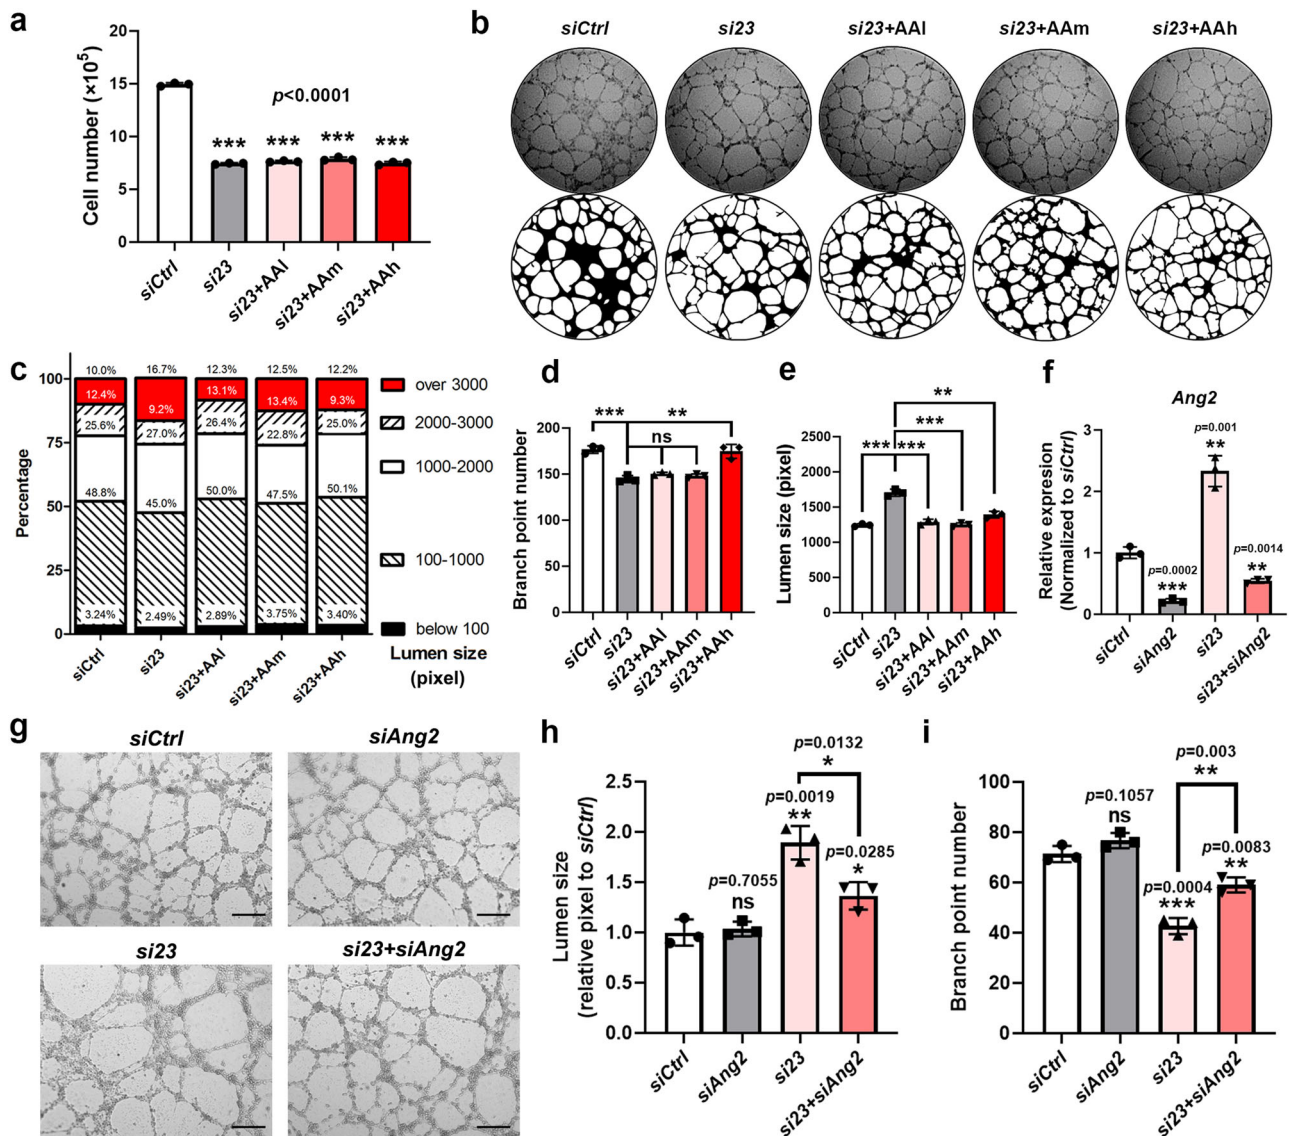 a
Cell number (×10⁵)
20
15
10
5
0
p<0.0001
***
***
***
***
siCtrl
si23
si23+AAl
si23+AAm
si23+AAh
b
siCtrl
si23
si23+AAl
si23+AAm
si23+AAh
c
Percentage
100
75
50
25
0
10.0%
16.7%
12.3%
12.5%
12.2%
12.4%
9.2%
13.1%
13.4%
9.3%
25.6%
27.0%
26.4%
22.8%
25.0%
48.8%
45.0%
50.0%
47.5%
50.1%
3.24%
2.49%
2.89%
3.75%
3.40%
over 3000
2000-3000
1000-2000
100-1000
below 100
Lumen size
(pixel)
siCtrl
si23
si23+AAl
si23+AAm
si23+AAh
d
Branch point number
200
150
100
50
0
***
**
ns
siCtrl
si23
si23+AAl
si23+AAm
si23+AAh
e
Lumen size (pixel)
2500
2000
1500
1000
500
0
**
***
***
***
siCtrl
si23
si23+AAl
si23+AAm
si23+AAh
f
Ang2
Relative expresion
(Normalized to siCtrl)
3
2
1
0
p=0.0002
***
p=0.001
**
p=0.0014
**
siCtrl
siAng2
si23
si23+siAng2
g
siCtrl
siAng2
si23
si23+siAng2
h
Lumen size
(relative pixel to siCtrl)
2.5
2.0
1.5
1.0
0.5
0.0
p=0.0132
*
p=0.0019
**
p=0.7055
ns
p=0.0285
*
siCtrl
siAng2
si23
si23+siAng2
i
Branch point number
100
80
60
40
20
0
p=0.003
**
p=0.1057
ns
p=0.0083
**
p=0.0004
***
siCtrl
siAng2
si23
si23+siAng2